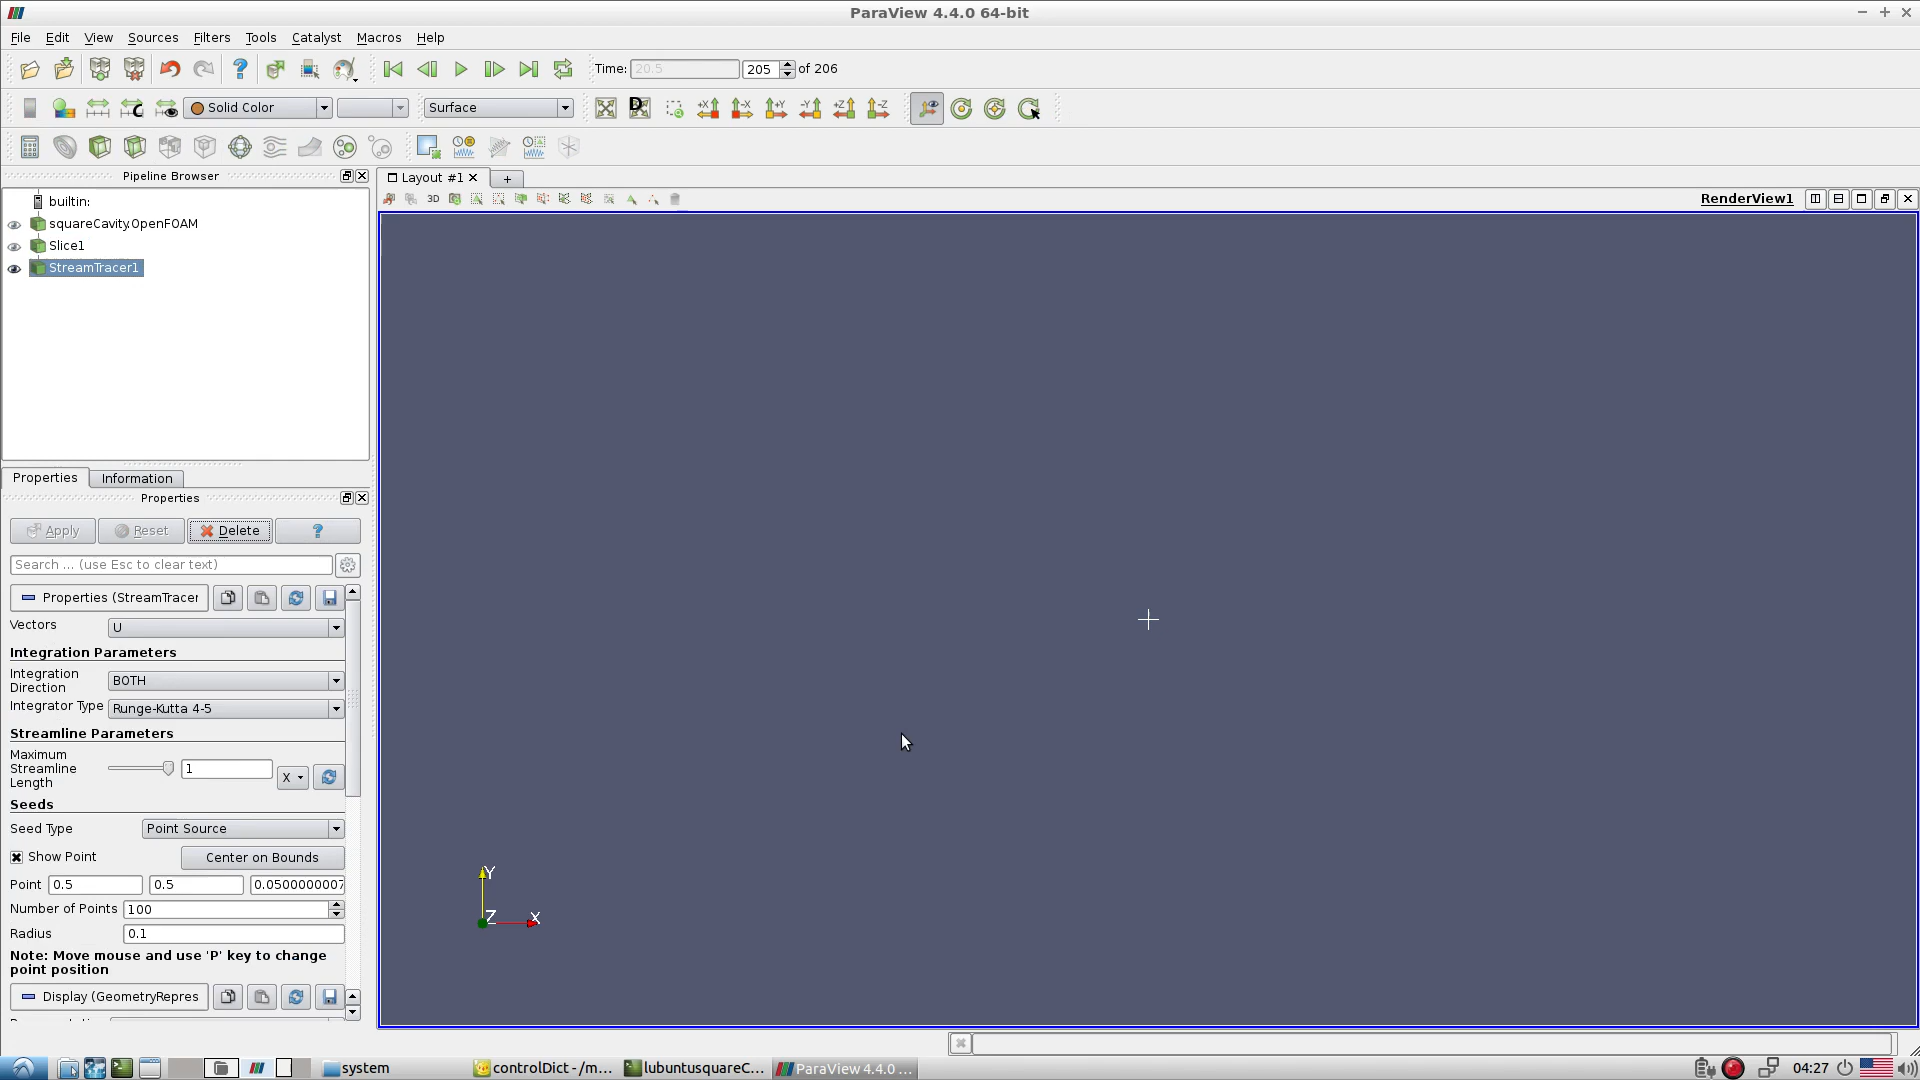 ParaView 4.4.0 64-bit
File Edit View Sources Filters Tools Catalyst Macros Help
Time: 20.5 205 of 206
Solid Color Surface
Pipeline Browser
Layout #1
3D RenderView1
builtin:
squareCavity.OpenFOAM
Slice1
StreamTracer1
Properties Information
Properties
Apply Reset Delete ?
Search ... (use Esc to clear text)
Properties (StreamTracer
Vectors U
Integration Parameters
Integration
Direction BOTH
Integrator Type Runge-Kutta 4-5
Streamline Parameters
Maximum
Streamline 1 X
Length
Seeds
Seed Type Point Source
Show Point Center on Bounds
Point 0.5 0.5 0.0500000007
Number of Points 100
Radius 0.1
Note: Move mouse and use 'P' key to change
point position
Display (GeometryRepres
Y
Z X
system controlDict - /m... lubuntusquareC... ParaView 4.4.0 ... 04:27